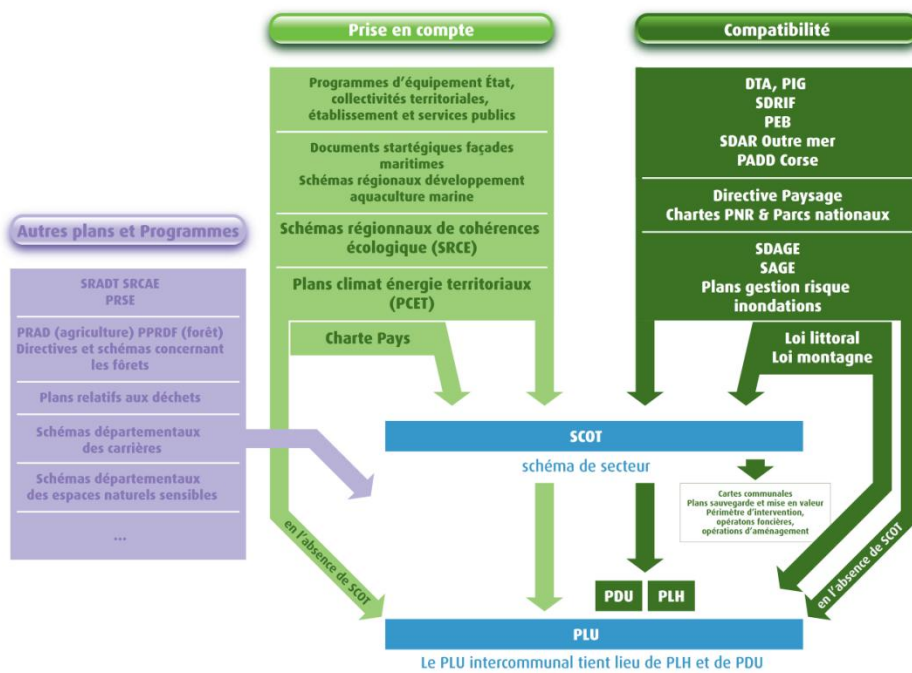 Prise en compte
Programmes d'équipement État,
collectivités territoriales,
établissement et services publics
Documents startégiques façades
maritimes
Schémas régionaux développement
aquaculture marine
Schémas régionnaux de cohérences
écologique (SRCE)
Plans climat énergie territoriaux
(PCET)
Charte Pays
Compatibilité
DTA, PIG
SDRIF
PEB
SDAR Outre mer
PADD Corse
Directive Paysage
Chartes PNR & Parcs nationaux
SDAGE
SAGE
Plans gestion risque
inondations
Loi littoral
Loi montagne
Autres plans et Programmes
SRADT SRCAE
PRSE
PRAD (agriculture) PPRDF (forêt)
Directives et schémas concernant
les fôrets
Plans relatifs aux déchets
Schémas départementaux
des carrières
Schémas départementaux
des espaces naturels sensibles
...
SCOT
schéma de secteur
Cartes communales
Plans sauvegarde et mise en valeur
Périmètre d'intervention,
opératons foncières,
opérations d'aménagement
en l'absence de SCOT
en l'absence de SCOT
PDU
PLH
PLU
Le PLU intercommunal tient lieu de PLH et de PDU